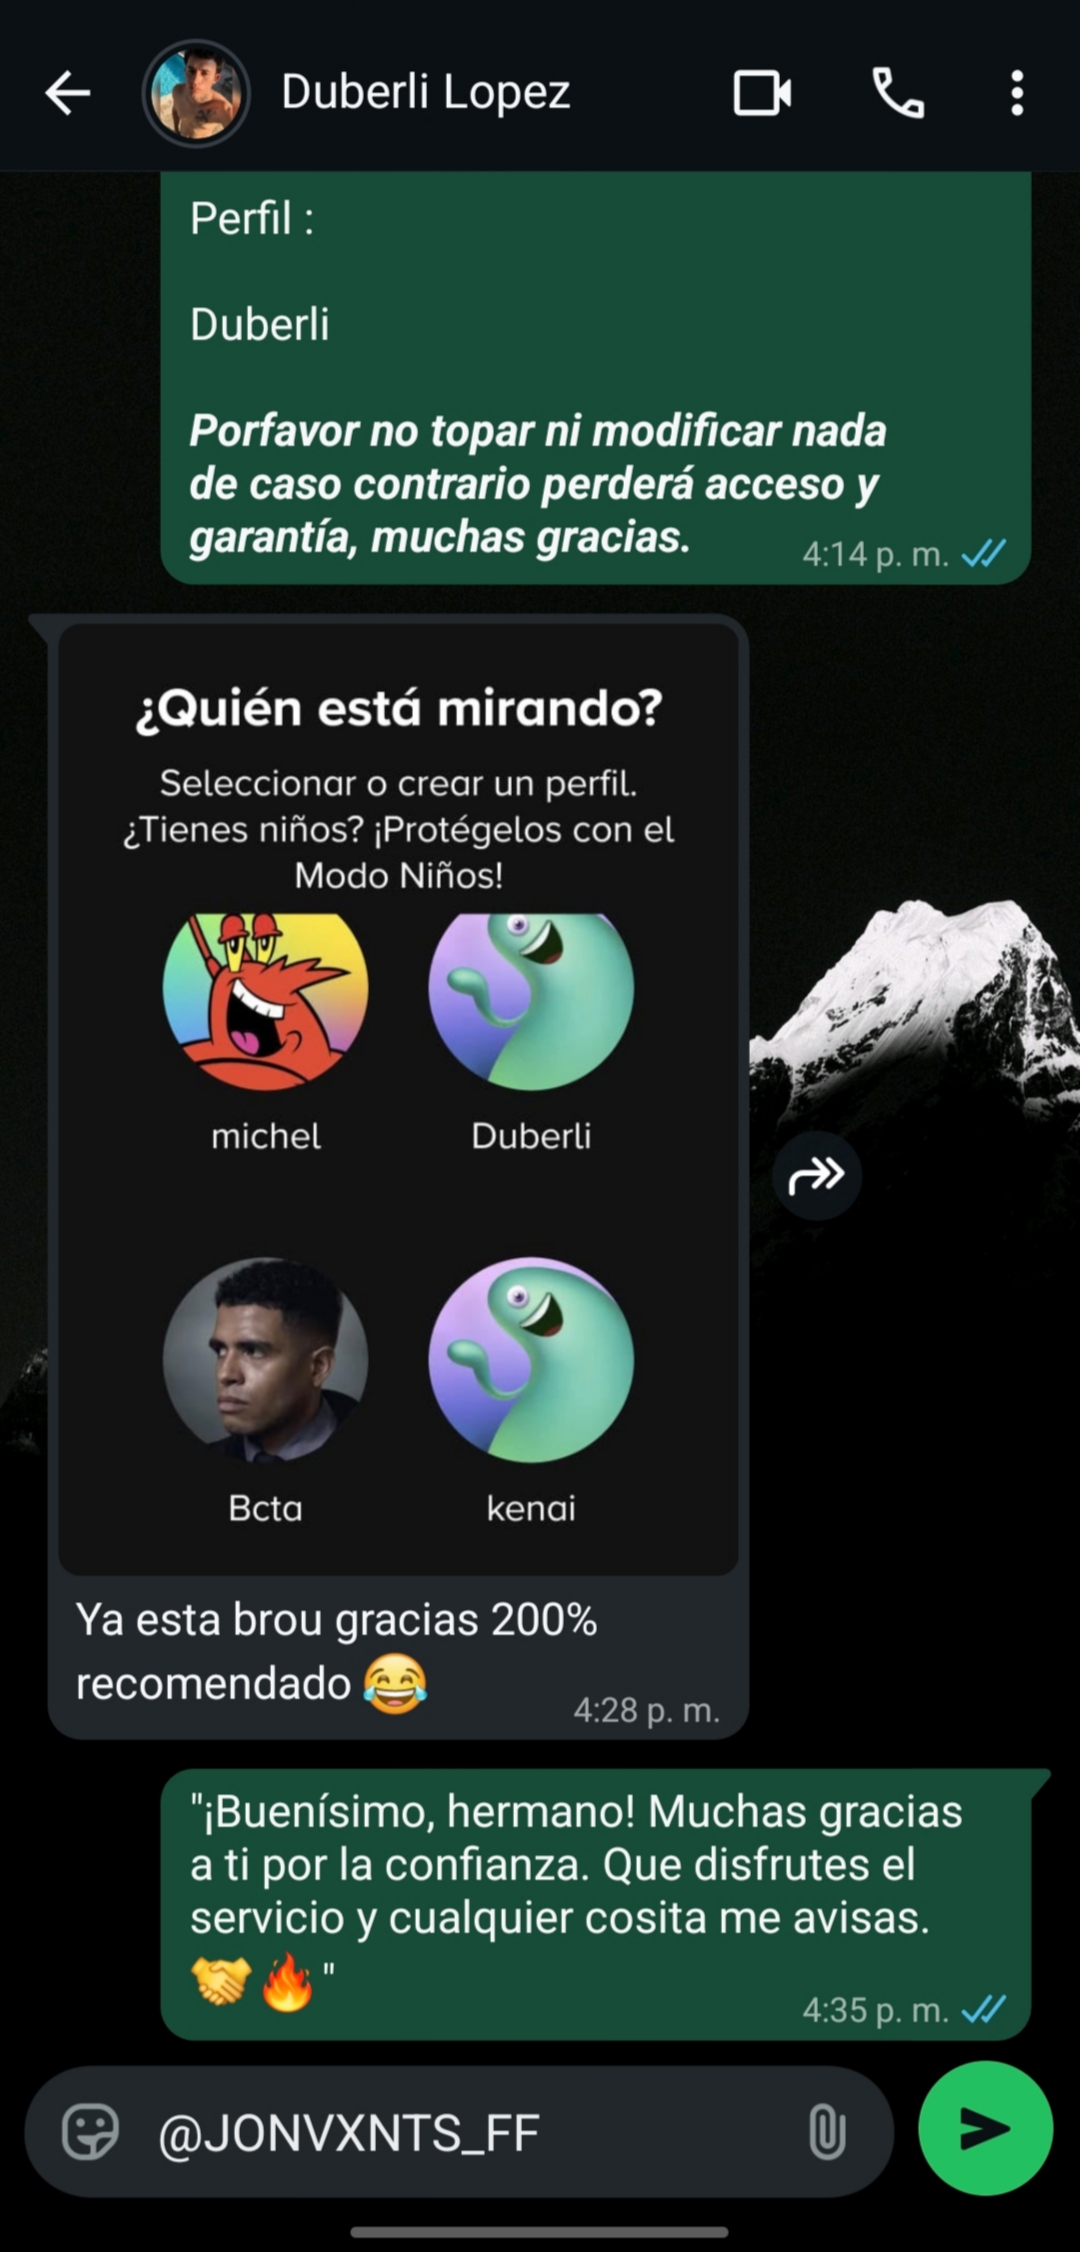 Duberli Lopez
Perfil :
Duberli
Porfavor no topar ni modificar nada
de caso contrario perderá acceso y
garantía, muchas gracias.
4:14 p. m.
¿Quién está mirando?
Seleccionar o crear un perfil.
¿Tienes niños? ¡Protégelos con el
Modo Niños!
michel
Duberli
Bcta
kenai
Ya esta brou gracias 200%
recomendado 😂
4:28 p. m.
"¡Buenísimo, hermano! Muchas gracias
a ti por la confianza. Que disfrutes el
servicio y cualquier cosita me avisas.
🤝🔥"
4:35 p. m.
@JONVXNTS_FF